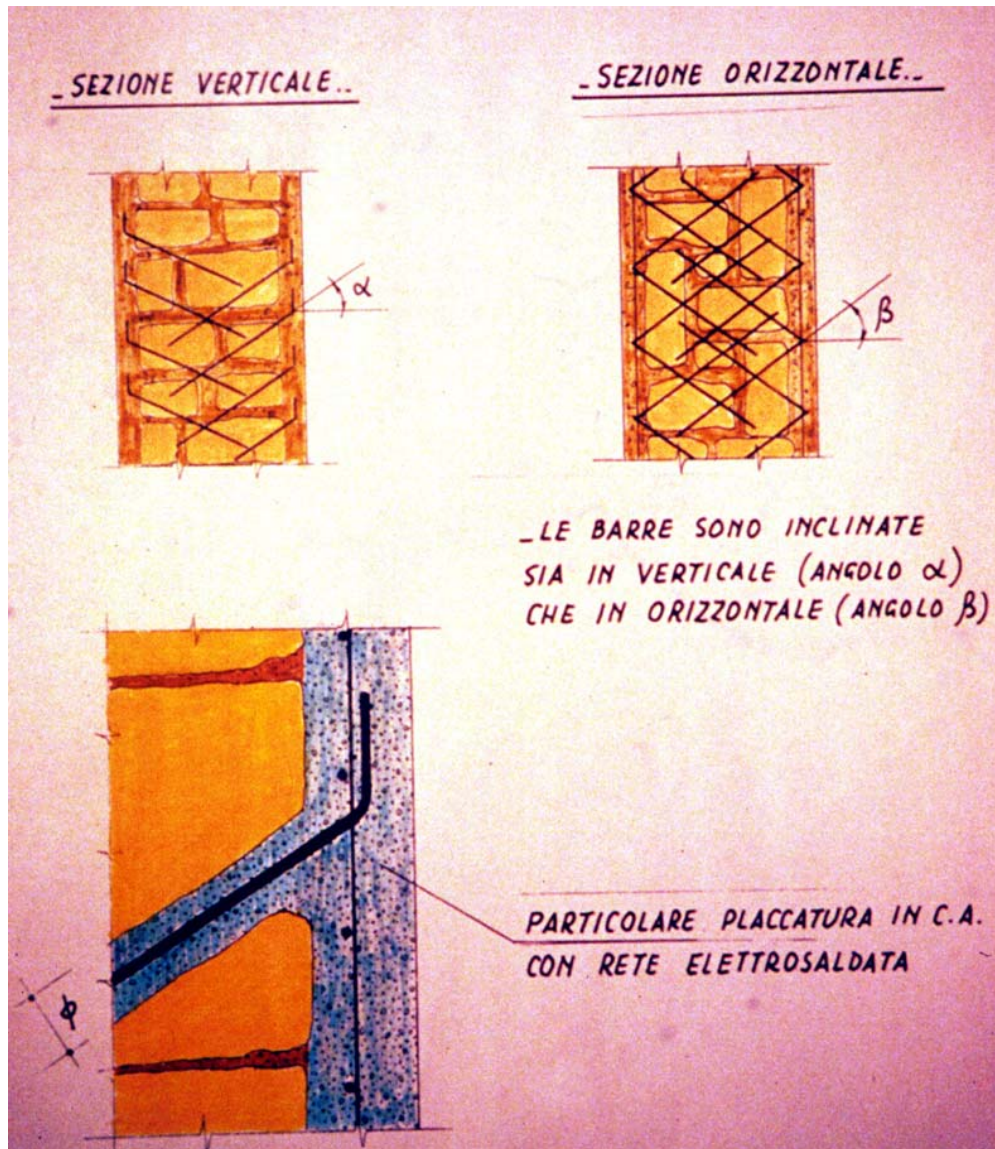 _SEZIONE VERTICALE._
_SEZIONE ORIZZONTALE._
α
β
_LE BARRE SONO INCLINATE
SIA IN VERTICALE (ANGOLO α)
CHE IN ORIZZONTALE (ANGOLO β)
PARTICOLARE PLACCATURA IN C.A.
CON RETE ELETTROSALDATA
ϕ